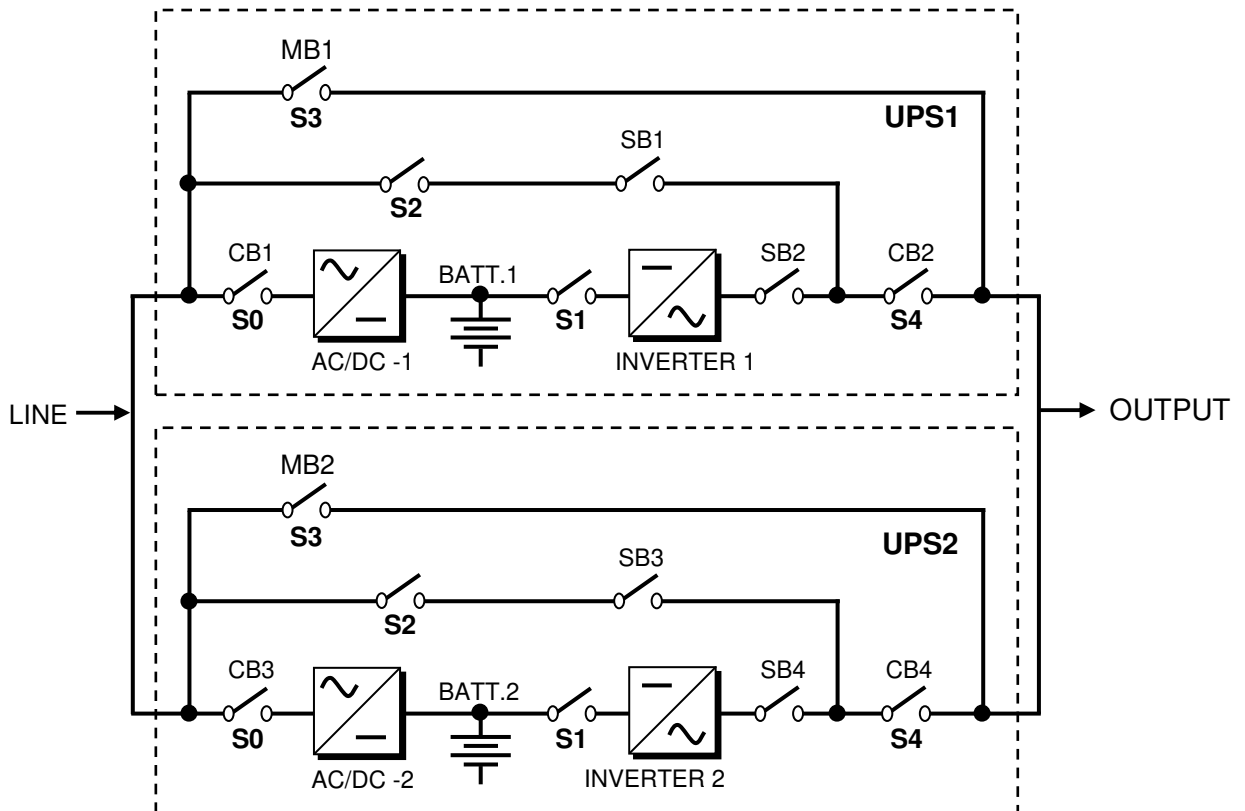 MB1
S3
UPS1
SB1
S2
CB1
BATT.1
SB2
CB2
S0
S1
S4
AC/DC -1
INVERTER 1
LINE
OUTPUT
MB2
S3
UPS2
SB3
S2
CB3
BATT.2
SB4
CB4
S0
S1
S4
AC/DC -2
INVERTER 2